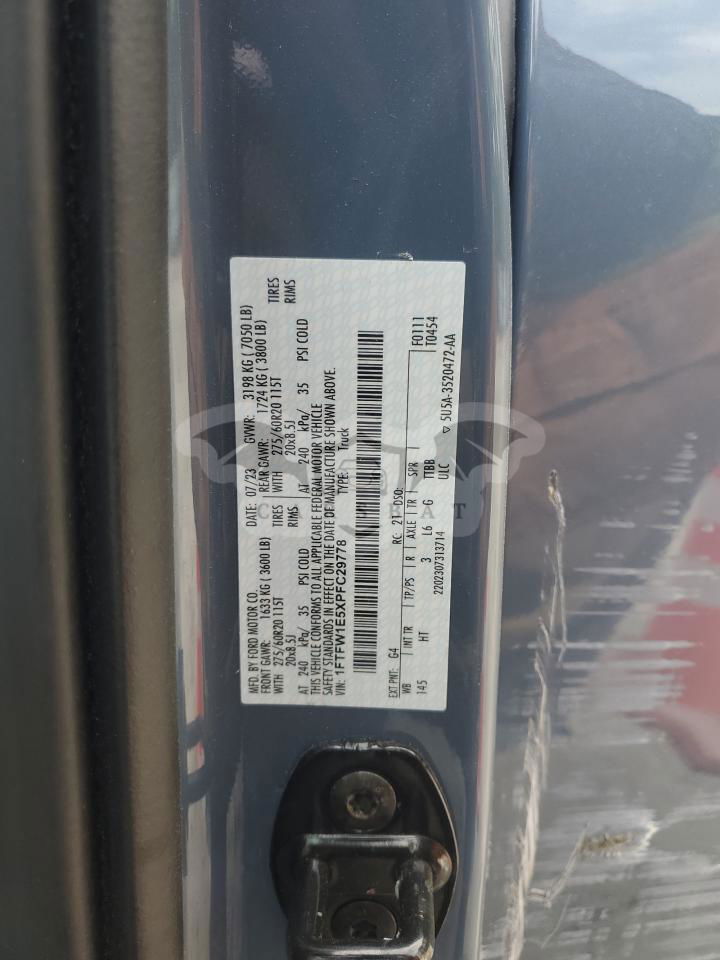 MFD. BY FORD MOTOR CO. DATE: 07/23 GVWR: 3198 KG ( 7050 LB)
FRONT GAWR: 1633 KG (3600 LB) REAR GAWR: 1724 KG (3800 LB)
WITH 275/60R20 115T TIRES WITH 275/60R20 115T TIRES
20x8.5J RIMS 20x8.5J RIMS
AT 240 kPa/ 35 PSI COLD AT 240 kPa/ 35 PSI COLD
THIS VEHICLE CONFORMS TO ALL APPLICABLE FEDERAL MOTOR VEHICLE
SAFETY STANDARDS IN EFFECT ON THE DATE OF MANUFACTURE SHOWN ABOVE.
VIN: 1FTFW1E5XPFC29778 TYPE: Truck
EXT PNT: G4 RC: 21 DSO: F0111
WB INT TR TP/PS R AXLE TR SPR T0454
145 HT 3 L6 G TTBB
2202307313714 ULC
5U5A-3520472-AA